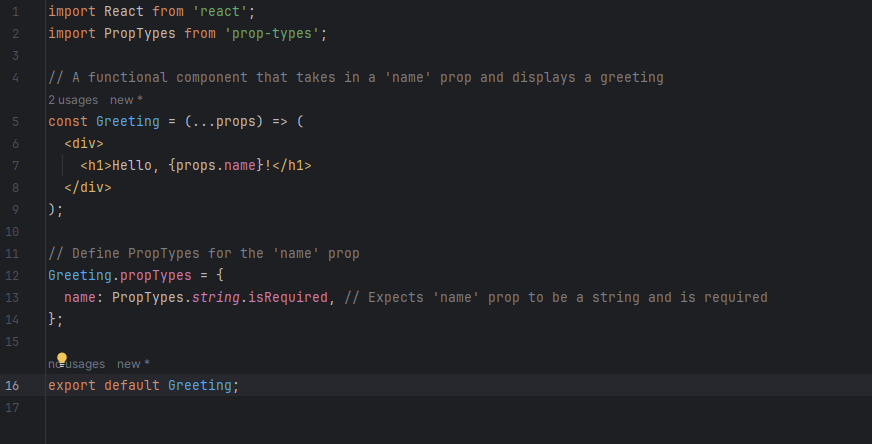 1 import React from 'react';
2 import PropTypes from 'prop-types';
3
4 // A functional component that takes in a 'name' prop and displays a greeting
2 usages new *
5 const Greeting = (...props) => (
6 <div>
7 <h1>Hello, {props.name}!</h1>
8 </div>
9 );
10
11 // Define PropTypes for the 'name' prop
12 Greeting.propTypes = {
13 name: PropTypes.string.isRequired, // Expects 'name' prop to be a string and is required
14 };
15
no usages new *
16 export default Greeting;
17